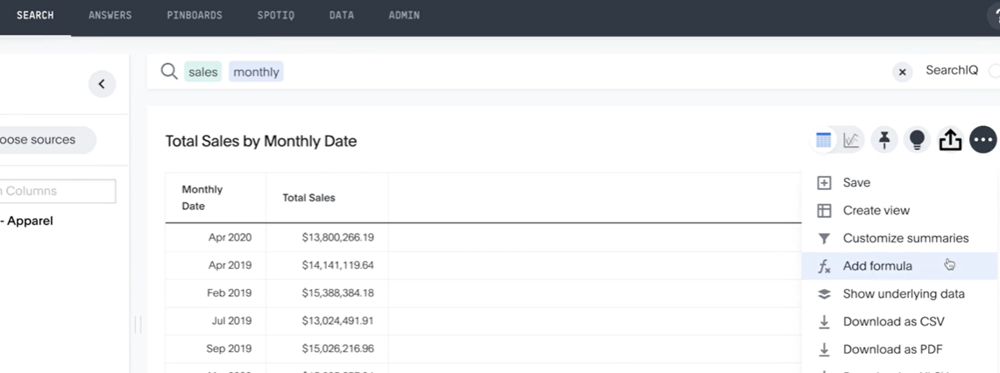 SEARCH ANSWERS PINBOARDS SPOTIQ DATA ADMIN
sales monthly SearchIQ
oose sources
Columns
- Apparel
Total Sales by Monthly Date
Monthly Date Total Sales
Apr 2020 $13,800,266.19
Apr 2019 $14,141,119.64
Feb 2019 $15,388,384.18
Jul 2019 $13,024,491.91
Sep 2019 $15,026,216.96
Save
Create view
Customize summaries
Add formula
Show underlying data
Download as CSV
Download as PDF